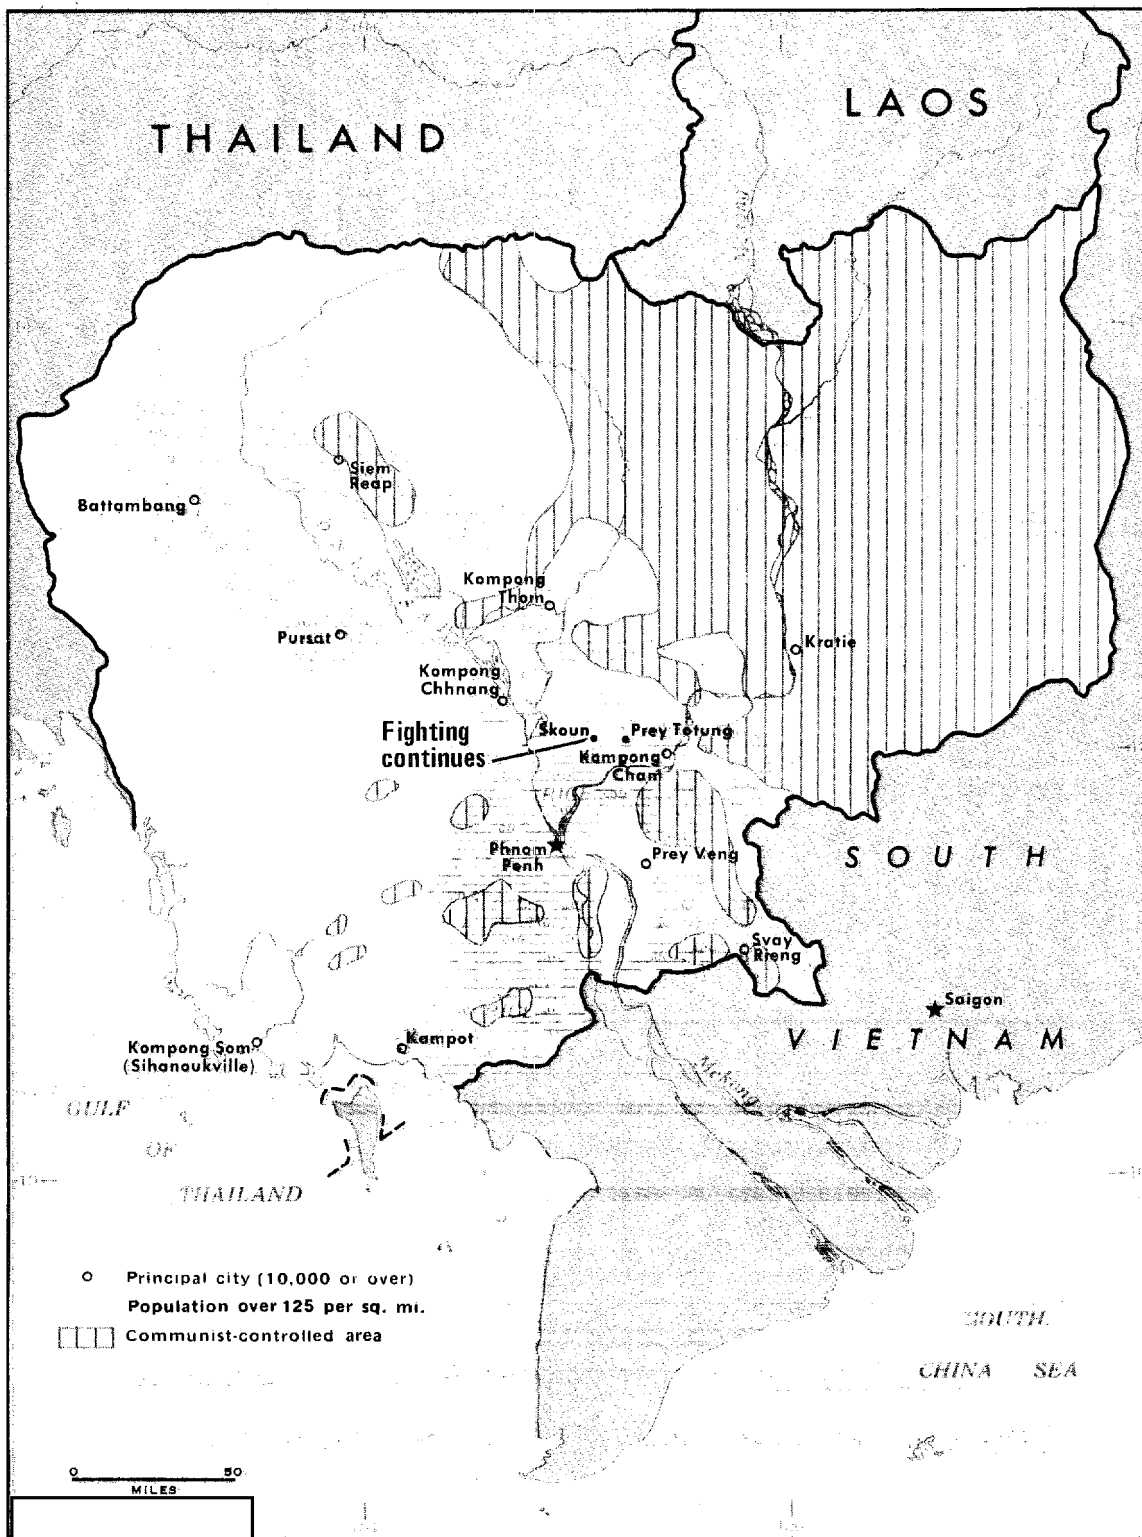 THAILAND
LAOS
Siem
Reap
Battambang
Kompong
Thom
Pursat
Kratie
Kompong
Chhnang
Fighting
continues
Skoun
Prey Totung
Kompong
Cham
Phnom
Penh
Prey Veng
SOUTH
VIETNAM
Svay
Rieng
Saigon
Kompong Som
(Sihanoukville)
Kampot
Mekong
GULF
OF
THAILAND
Principal city (10,000 or over)
Population over 125 per sq. mi.
Communist-controlled area
SOUTH
CHINA SEA
0 50
MILES